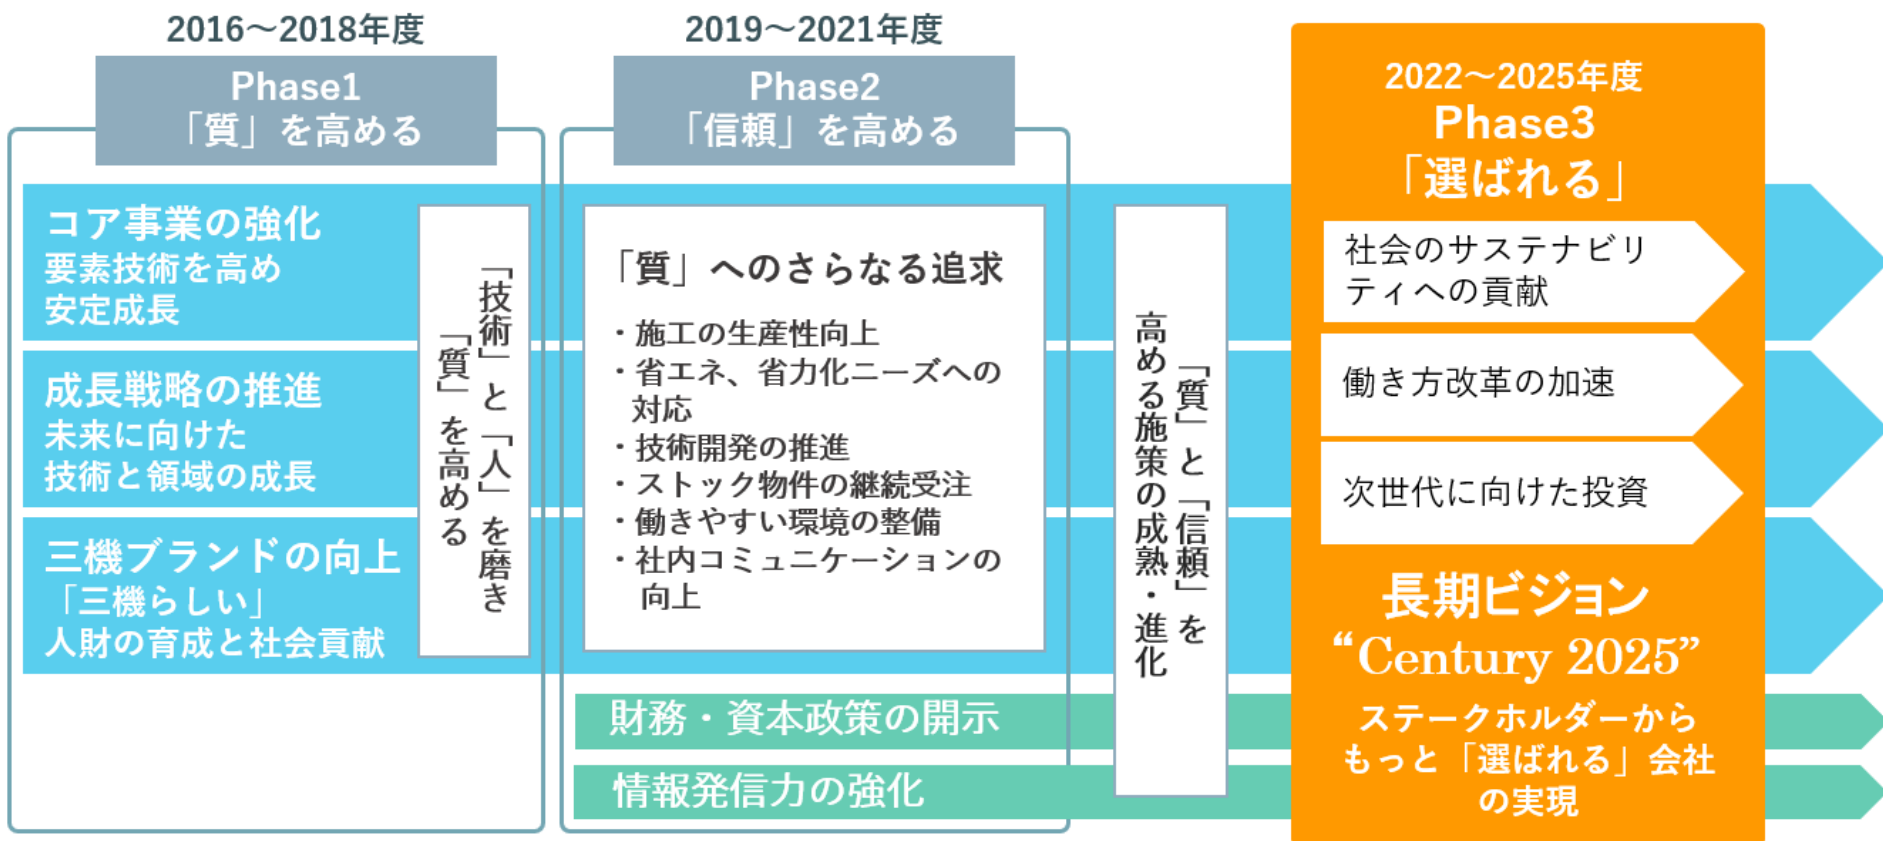 2016～2018年度
Phase1
「質」を高める
コア事業の強化
要素技術を高め
安定成長
成長戦略の推進
未来に向けた
技術と領域の成長
三機ブランドの向上
「三機らしい」
人財の育成と社会貢献
「技術」と「人」を磨き
「質」を高める
2019～2021年度
Phase2
「信頼」を高める
「質」へのさらなる追求
・施工の生産性向上
・省エネ、省力化ニーズへの
対応
・技術開発の推進
・ストック物件の継続受注
・働きやすい環境の整備
・社内コミュニケーションの
向上
財務・資本政策の開示
情報発信力の強化
「質」と「信頼」を
高める施策の成熟・進化
2022～2025年度
Phase3
「選ばれる」
社会のサステナビリ
ティへの貢献
働き方改革の加速
次世代に向けた投資
長期ビジョン
“Century 2025”
ステークホルダーから
もっと「選ばれる」会社
の実現